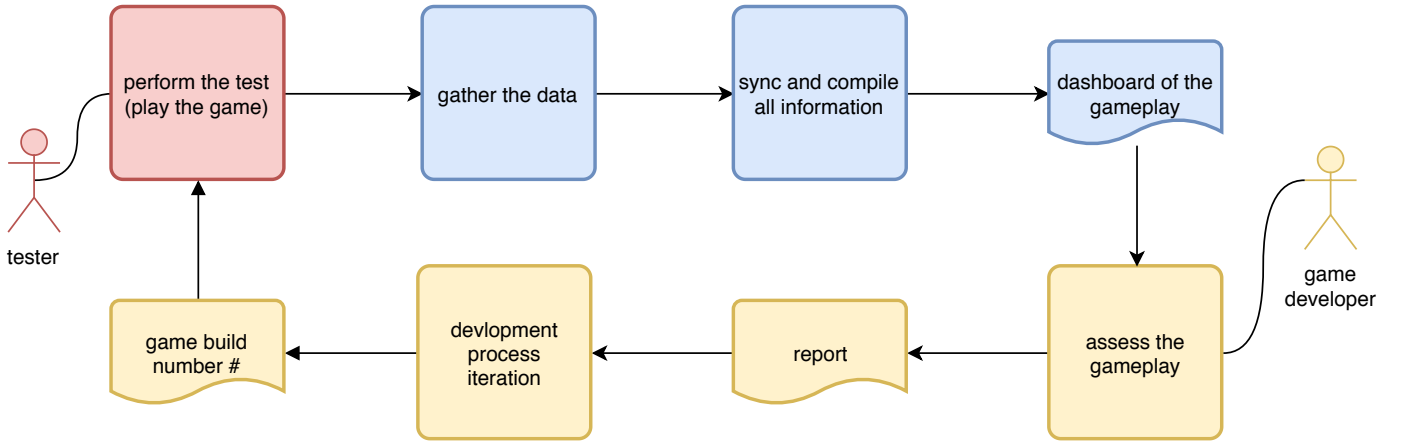 perform the test
(play the game)
gather the data
sync and compile
all information
dashboard of the
gameplay
tester
game
developer
game build
number #
devlopment
process
iteration
report
assess the
gameplay